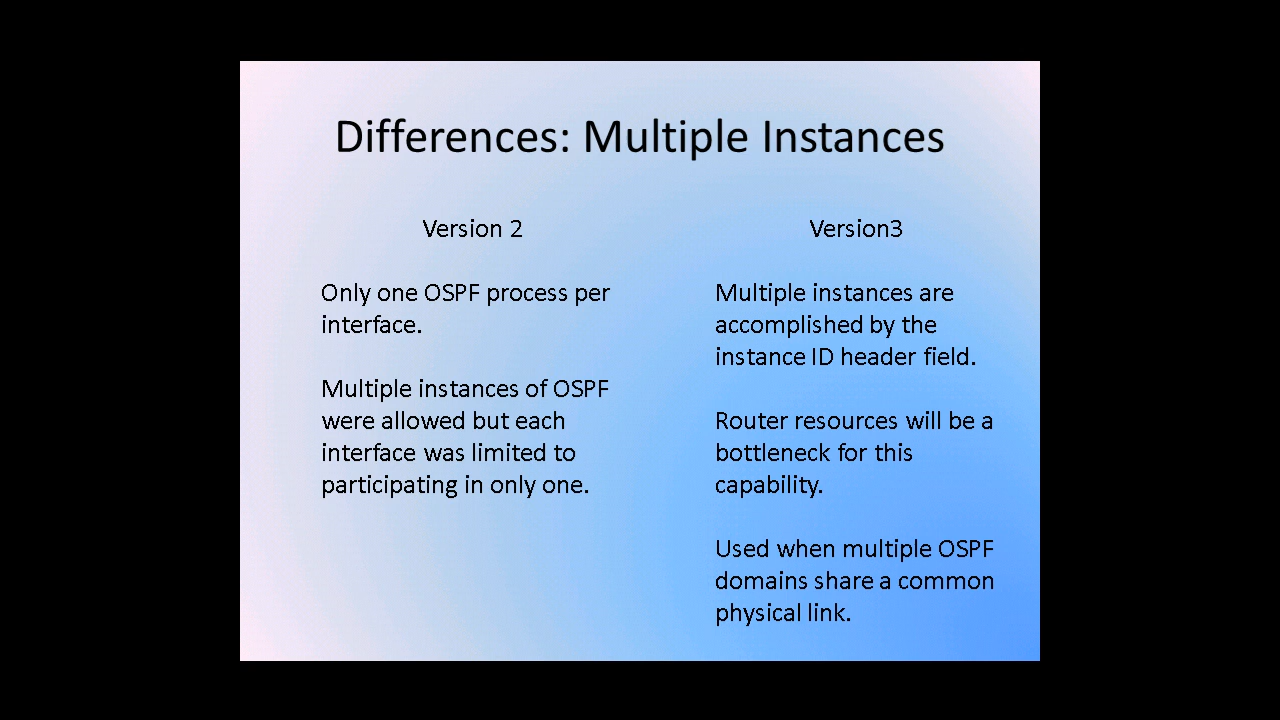 Differences: Multiple Instances
Version 2
Only one OSPF process per
interface.
Multiple instances of OSPF
were allowed but each
interface was limited to
participating in only one.
Version3
Multiple instances are
accomplished by the
instance ID header field.
Router resources will be a
bottleneck for this
capability.
Used when multiple OSPF
domains share a common
physical link.